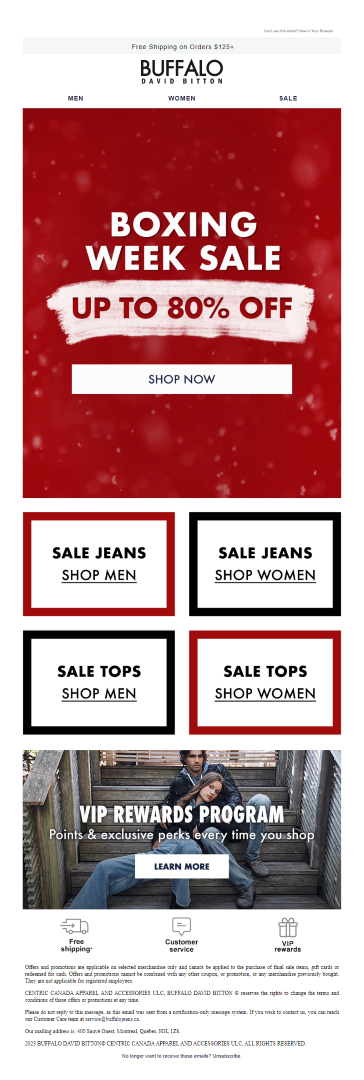 Can't see this email? View in Your Browser
Free Shipping on Orders $125+
BUFFALO
DAVID BITTON
MEN WOMEN SALE
BOXING
WEEK SALE
UP TO 80% OFF
SHOP NOW
SALE JEANS
SHOP MEN
SALE JEANS
SHOP WOMEN
SALE TOPS
SHOP MEN
SALE TOPS
SHOP WOMEN
VIP REWARDS PROGRAM
Points & exclusive perks every time you shop
LEARN MORE
Free
shipping*
Customer
service
VIP
rewards
Offers and promotions are applicable on selected merchandise only and cannot be applied to the purchase of final sale items, gift cards or
redeemed for cash. Offers and promotions cannot be combined with any other coupon, or promotion, or any merchandise previously bought.
They are not applicable for registered employees.
CENTRIC CANADA APPAREL AND ACCESSORIES ULC, BUFFALO DAVID BITTON © reserves the rights to change the terms and
conditions of these offers or promotions at any time.
Please do not reply to this message, as this email was sent from a notification-only message system. If you wish to contact us, you can reach
our Customer Care team at service@buffalojeans.ca.
Our mailing address is: 400 Sauvé Ouest, Montreal, Québec, H3L 1Z8
2023 BUFFALO DAVID BITTON© CENTRIC CANADA APPAREL AND ACCESSORIES ULC, ALL RIGHTS RESERVED.
No longer want to receive these emails? Unsubscribe.